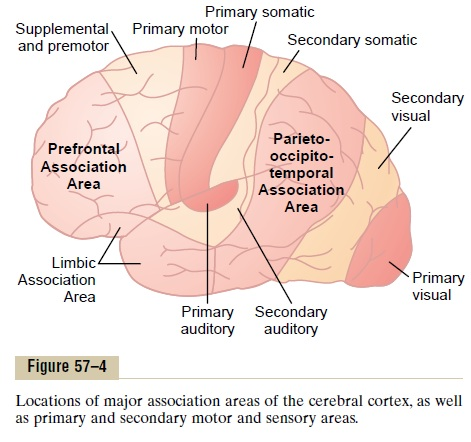 Primary somatic
Supplemental
and premotor
Primary motor
Secondary somatic
Secondary
visual
Prefrontal
Association
Area
Parieto-
occipito-
temporal
Association
Area
Limbic
Association
Area
Primary
auditory
Secondary
auditory
Primary
visual
Figure 57–4
Locations of major association areas of the cerebral cortex, as well
as primary and secondary motor and sensory areas.